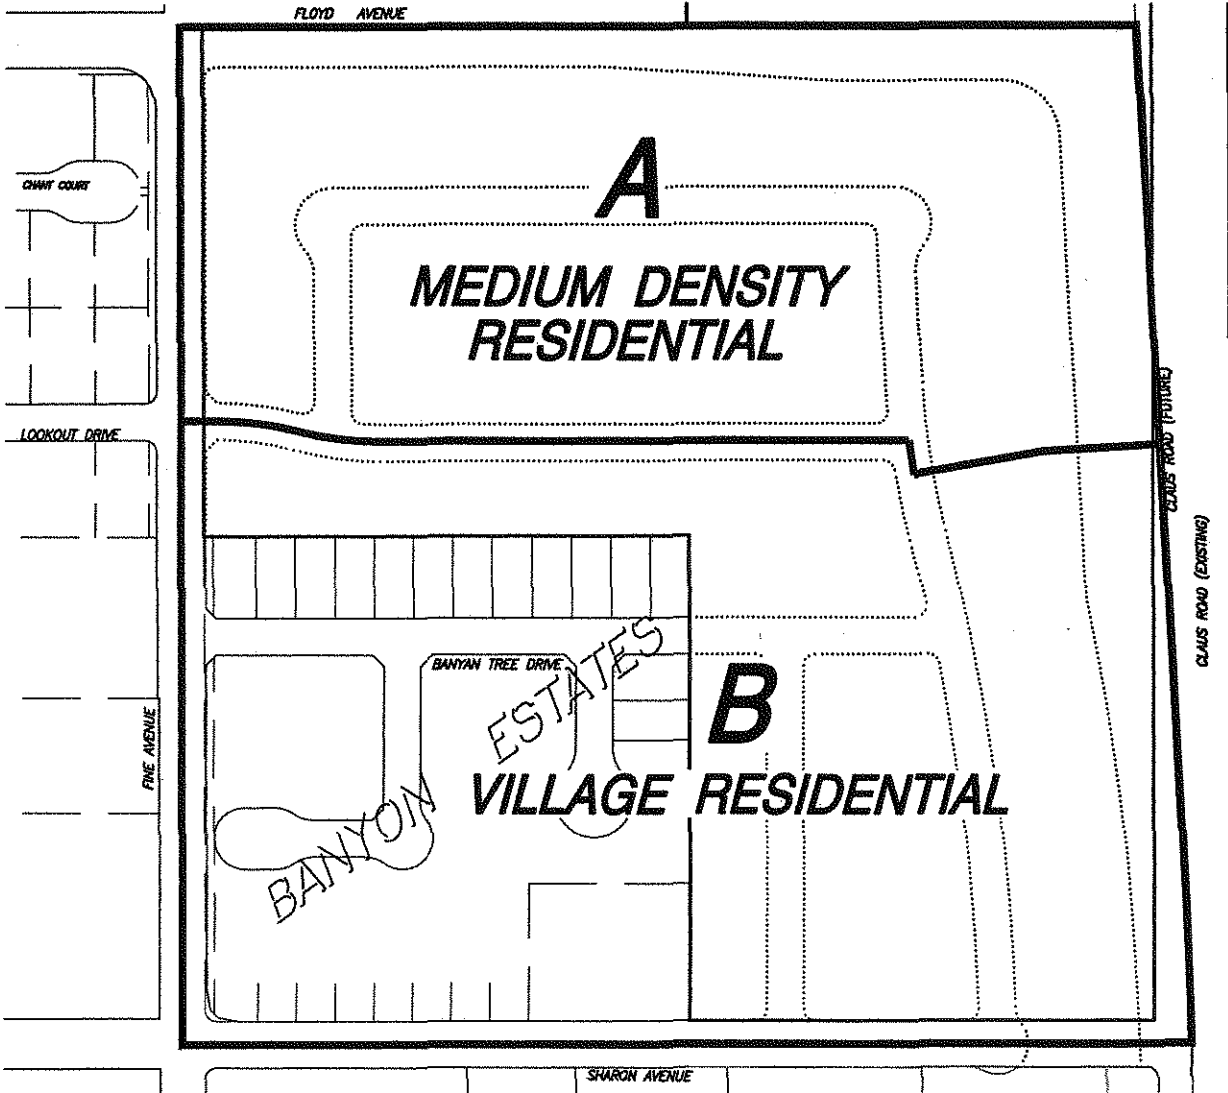 FLOYD AVENUE
CHANT COURT
A
MEDIUM DENSITY
RESIDENTIAL
LOOKOUT DRIVE
CLAUS ROAD (FUTURE)
CLAUS ROAD (EXISTING)
BANYAN TREE DRIVE
BANYON ESTATES
B
VILLAGE RESIDENTIAL
FINE AVENUE
SHARON AVENUE